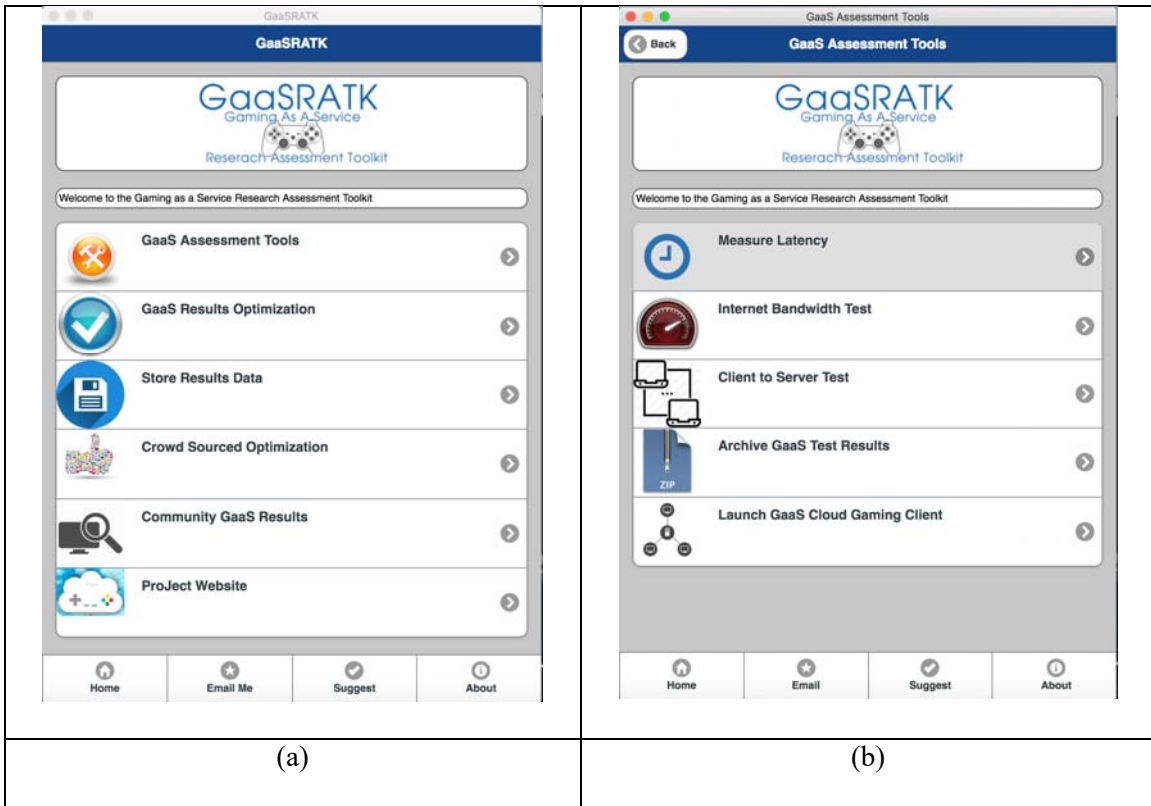 GaaSRATK
GaaSRATK
GaaSRATK
Gaming As A Service
Reserach Assessment Toolkit
Welcome to the Gaming as a Service Research Assessment Toolkit
GaaS Assessment Tools
GaaS Results Optimization
Store Results Data
Crowd Sourced Optimization
Community GaaS Results
ProJect Website
Home
Email Me
Suggest
About
(a)
GaaS Assessment Tools
Back
GaaS Assessment Tools
GaaSRATK
Gaming As A Service
Reserach Assessment Toolkit
Welcome to the Gaming as a Service Research Assessment Toolkit
Measure Latency
Internet Bandwidth Test
Client to Server Test
Archive GaaS Test Results
ZIP
Launch GaaS Cloud Gaming Client
Home
Email
Suggest
About
(b)